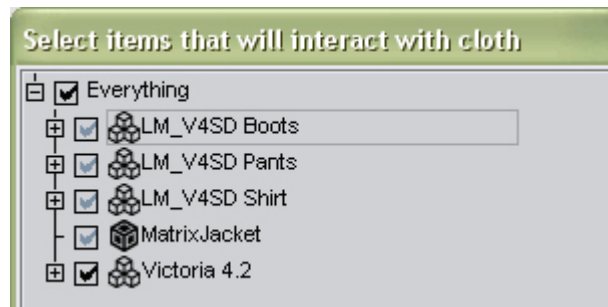 Select items that will interact with cloth
Everything
LM_V4SD Boots
LM_V4SD Pants
LM_V4SD Shirt
MatrixJacket
Victoria 4.2